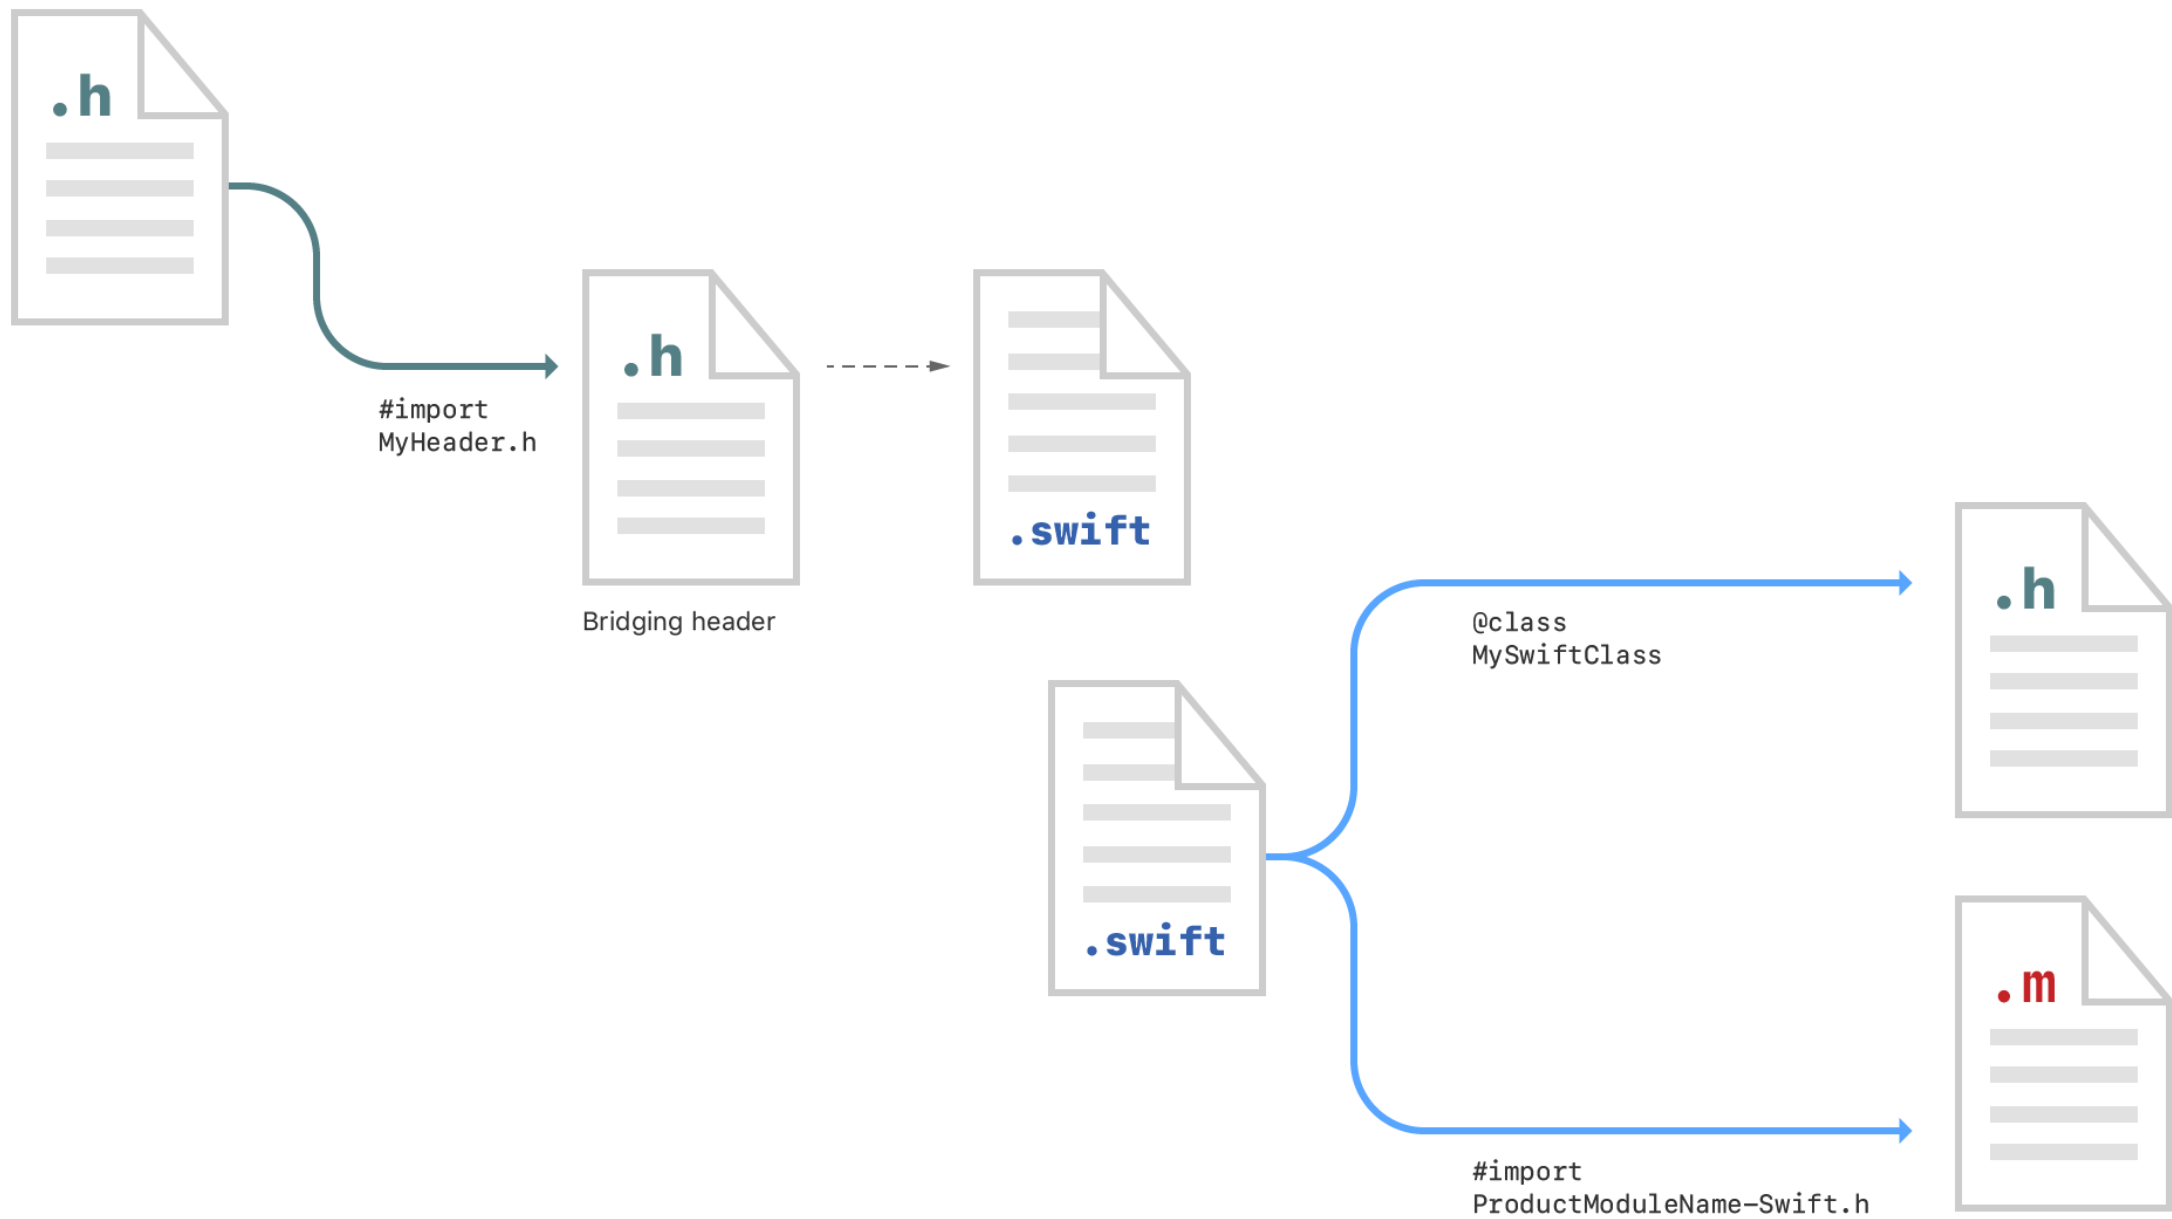 .h
#import
MyHeader.h
.h
Bridging header
.swift
.swift
@class
MySwiftClass
.h
#import
ProductModuleName-Swift.h
.m